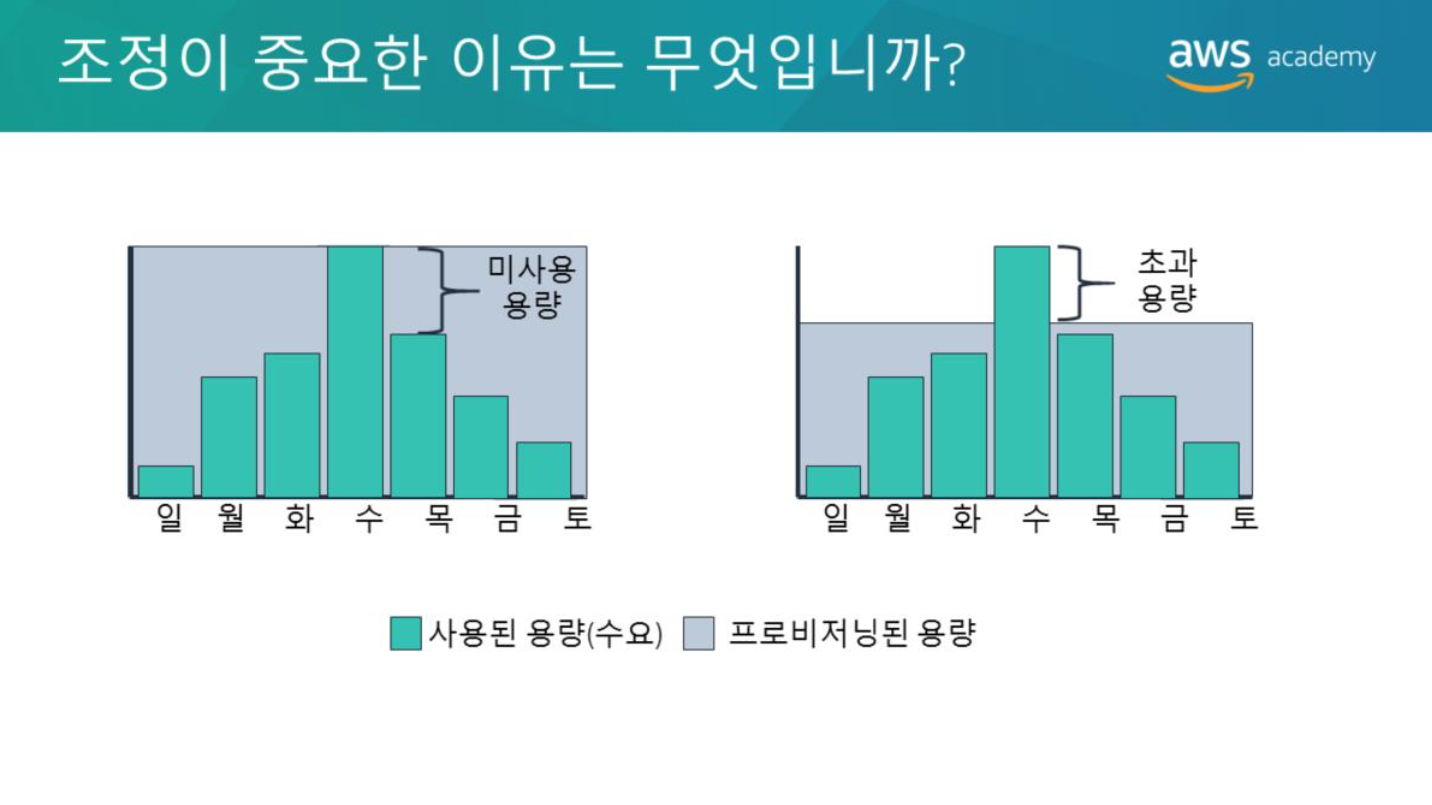 조정이 중요한 이유는 무엇입니까?
aws academy
미사용
용량
일 월 화 수 목 금 토
초과
용량
일 월 화 수 목 금 토
사용된 용량(수요) 프로비저닝된 용량